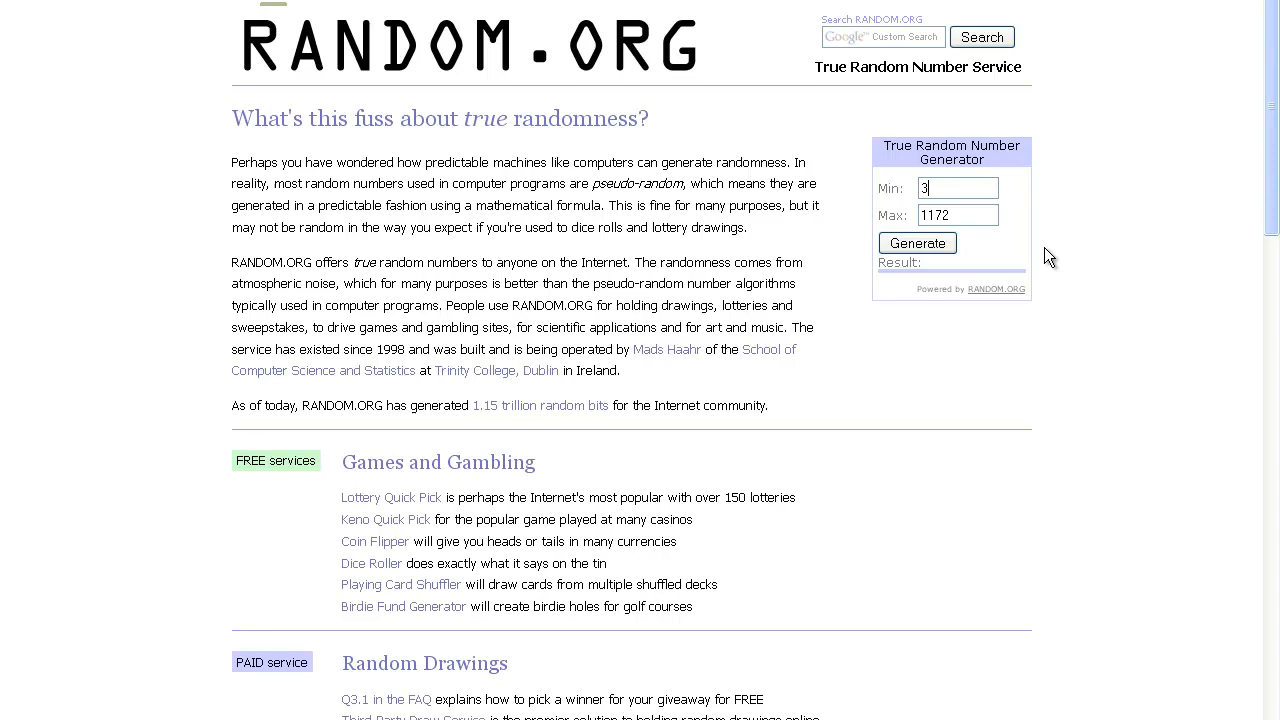 RANDOM.ORG
Search RANDOM.ORG
Google™ Custom Search
Search
True Random Number Service
What's this fuss about true randomness?
Perhaps you have wondered how predictable machines like computers can generate randomness. In
reality, most random numbers used in computer programs are pseudo-random, which means they are
generated in a predictable fashion using a mathematical formula. This is fine for many purposes, but it
may not be random in the way you expect if you're used to dice rolls and lottery drawings.
RANDOM.ORG offers true random numbers to anyone on the Internet. The randomness comes from
atmospheric noise, which for many purposes is better than the pseudo-random number algorithms
typically used in computer programs. People use RANDOM.ORG for holding drawings, lotteries and
sweepstakes, to drive games and gambling sites, for scientific applications and for art and music. The
service has existed since 1998 and was built and is being operated by Mads Haahr of the School of
Computer Science and Statistics at Trinity College, Dublin in Ireland.
As of today, RANDOM.ORG has generated 1.15 trillion random bits for the Internet community.
True Random Number
Generator
Min: 3
Max: 1172
Generate
Result:
Powered by RANDOM.ORG
FREE services
Games and Gambling
Lottery Quick Pick is perhaps the Internet's most popular with over 150 lotteries
Keno Quick Pick for the popular game played at many casinos
Coin Flipper will give you heads or tails in many currencies
Dice Roller does exactly what it says on the tin
Playing Card Shuffler will draw cards from multiple shuffled decks
Birdie Fund Generator will create birdie holes for golf courses
PAID service
Random Drawings
Q3.1 in the FAQ explains how to pick a winner for your giveaway for FREE
Third-Party Draw Service is the premier solution to holding random drawings online